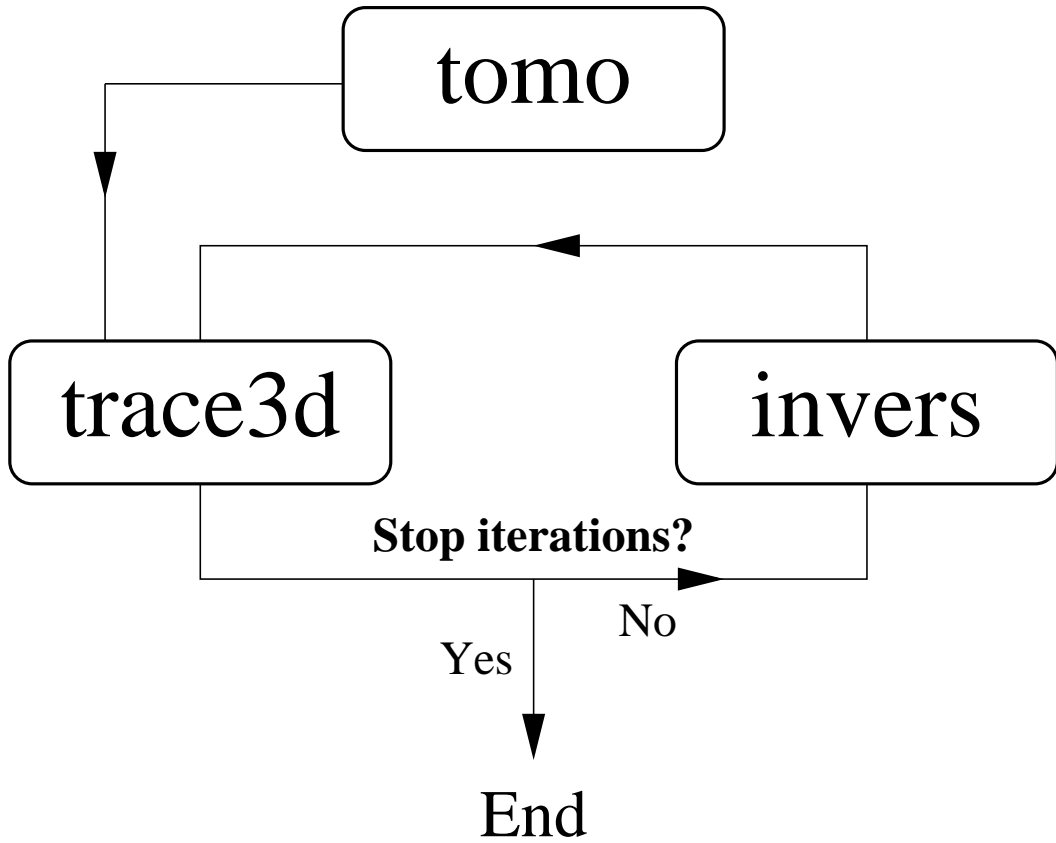 tomo
trace3d
invers
Stop iterations?
No
Yes
End